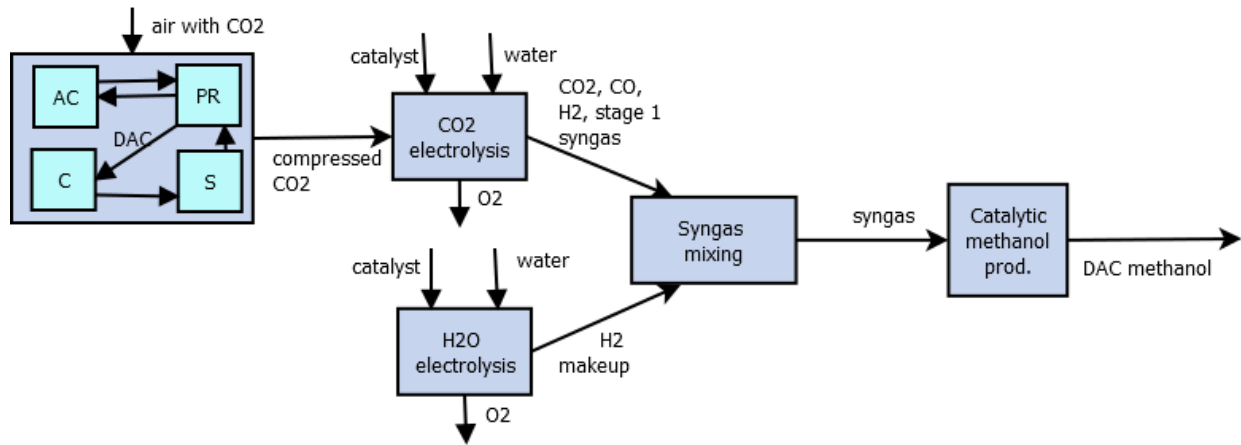 air with CO2
AC
PR
DAC
C
S
compressed
CO2
catalyst
water
CO2
electrolysis
O2
CO2, CO,
H2, stage 1
syngas
catalyst
water
H2O
electrolysis
O2
H2
makeup
Syngas
mixing
syngas
Catalytic
methanol
prod.
DAC methanol